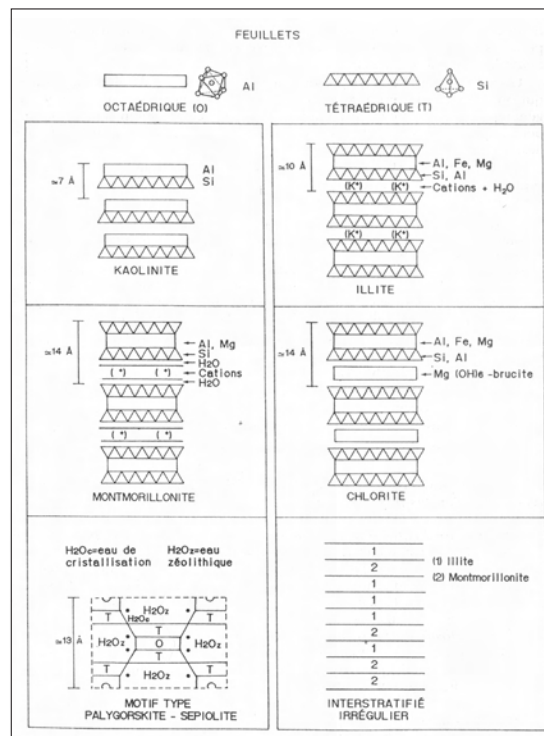 FEUILLETS
Al
OCTAÉDRIQUE (O)
Si
TÉTRAÉDRIQUE (T)
≃7 Å
Al
Si
KAOLINITE
≃10 Å
Al, Fe, Mg
Si, Al
(K+) (K+) Cations + H2O
(K+) (K+)
ILLITE
≃14 Å
Al, Mg
Si
H2O
( +) ( +) Cations
H2O
( +) ( +)
MONTMORILLONITE
≃14 Å
Al, Fe, Mg
Si, Al
Mg (OH)e -brucite
CHLORITE
H2Oc=eau de cristallisation
H2Oz=eau zéolithique
≃13 Å
H2Oz
T H2Oc T
T
H2Oz O H2Oz
T
T H2Oz T
MOTIF TYPE
PALYGORSKITE - SEPIOLITE
1
2
1
1
1
2
1
2
2
(1) Illite
(2) Montmorillonite
INTERSTRATIFIÉ
IRRÉGULIER